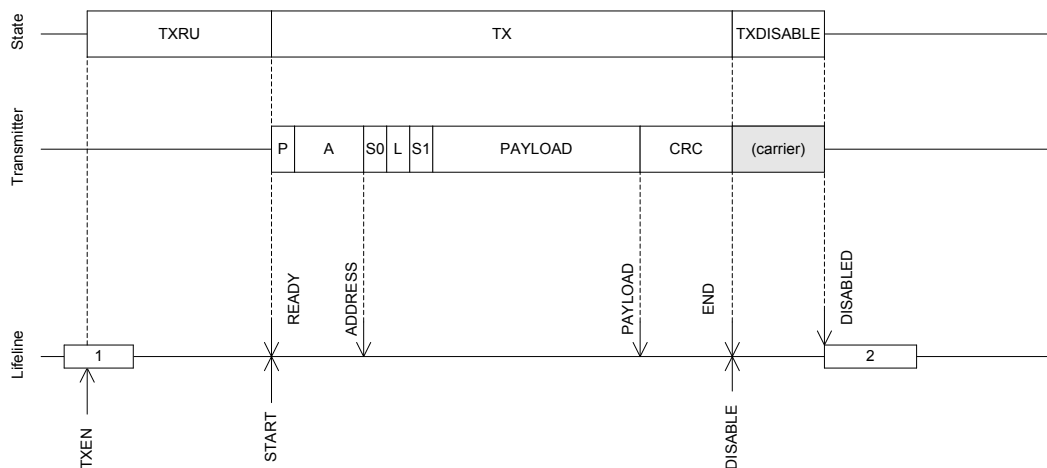 State
TXRU
TX
TXDISABLE
Transmitter
P
A
S0
L
S1
PAYLOAD
CRC
(carrier)
READY
ADDRESS
PAYLOAD
END
DISABLED
Lifeline
1
2
TXEN
START
DISABLE